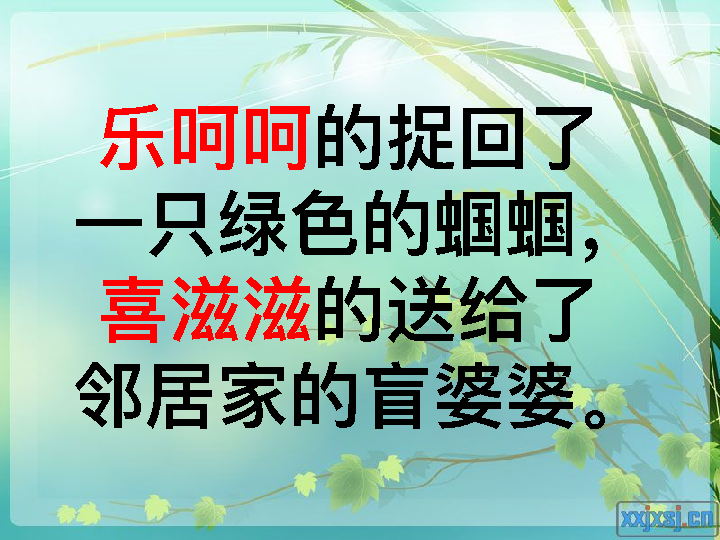 乐呵呵的捉回了
一只绿色的蝈蝈，
喜滋滋的送给了
邻居家的盲婆婆。
xxjxsj.cn